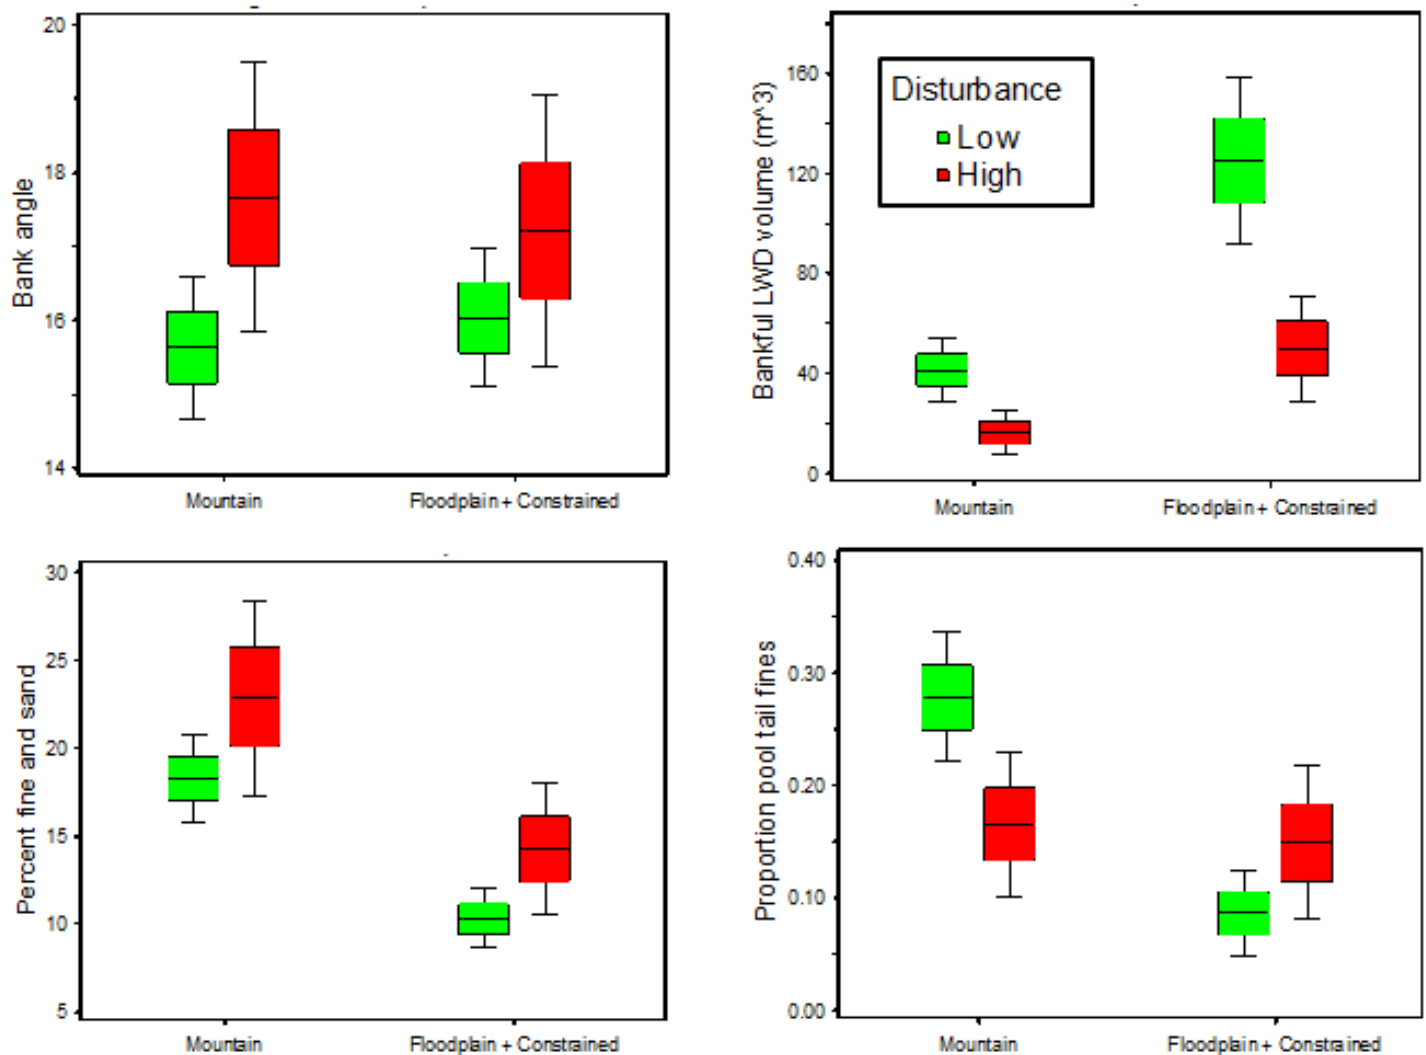 20
18
16
14
Bank angle
Mountain
Floodplain + Constrained
160
120
80
40
0
Bankful LWD volume (m^3)
Disturbance
Low
High
Mountain
Floodplain + Constrained
30
25
20
15
10
5
Percent fine and sand
Mountain
Floodplain + Constrained
0.40
0.30
0.20
0.10
0.00
Proportion pool tail fines
Mountain
Floodplain + Constrained